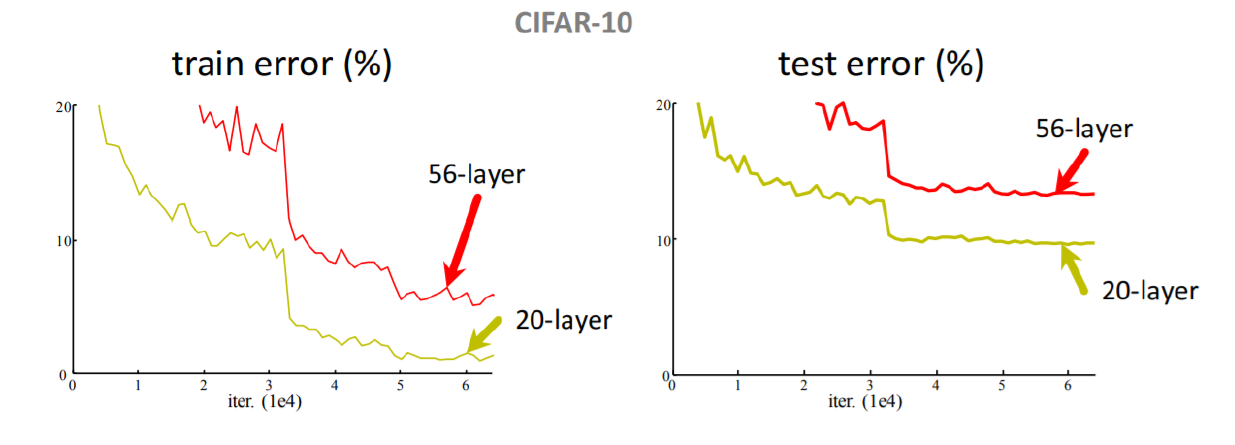 CIFAR-10
train error (%)
20
10
0
56-layer
20-layer
0 1 2 3 4 5 6
iter. (1e4)
test error (%)
20
10
0
56-layer
20-layer
0 1 2 3 4 5 6
iter. (1e4)